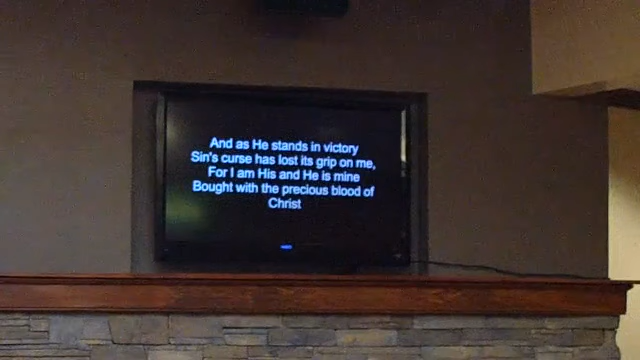 And as He stands in victory
Sin's curse has lost its grip on me,
For I am His and He is mine
Bought with the precious blood of
Christ